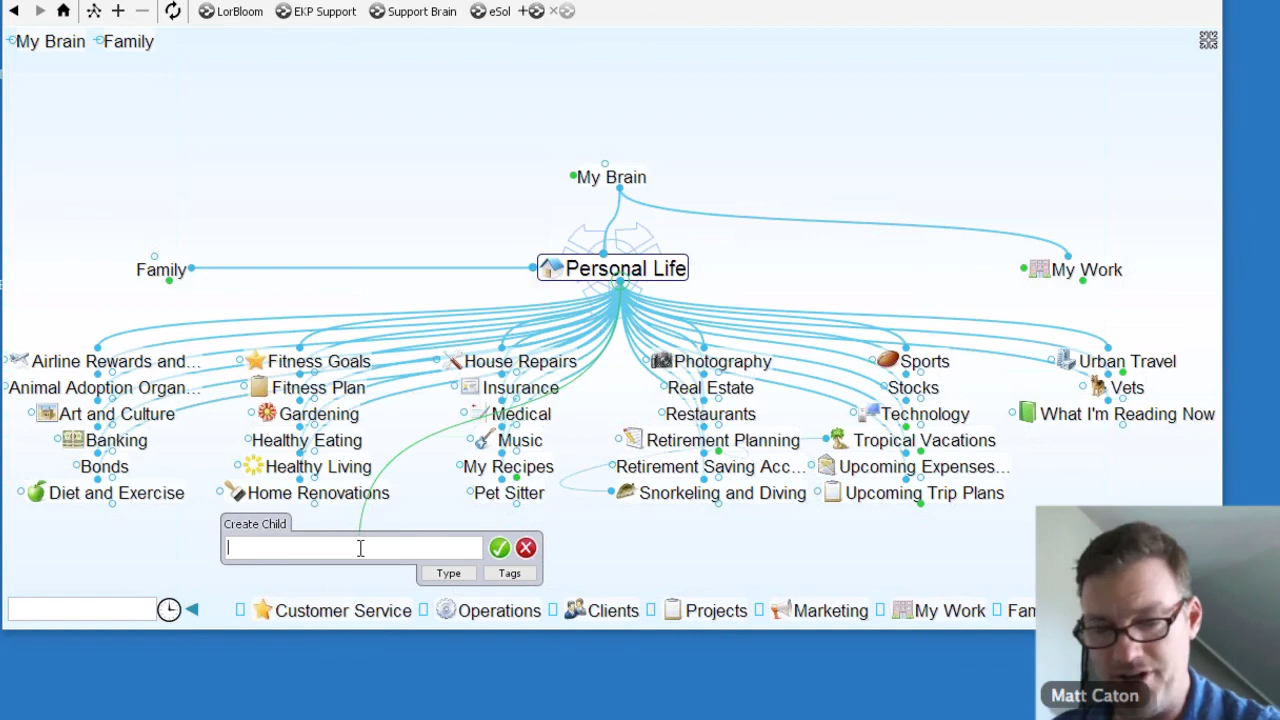 LorBloom EKP Support Support Brain eSol
My Brain Family
My Brain
Family Personal Life My Work
Airline Rewards and... Fitness Goals House Repairs Photography Sports Urban Travel
Animal Adoption Organ... Fitness Plan Insurance Real Estate Stocks Vets
Art and Culture Gardening Medical Restaurants Technology What I'm Reading Now
Banking Healthy Eating Music Retirement Planning Tropical Vacations
Bonds Healthy Living My Recipes Retirement Saving Acc... Upcoming Expenses...
Diet and Exercise Home Renovations Pet Sitter Snorkeling and Diving Upcoming Trip Plans
Create Child
Type Tags
Customer Service Operations Clients Projects Marketing My Work Fam
Matt Caton